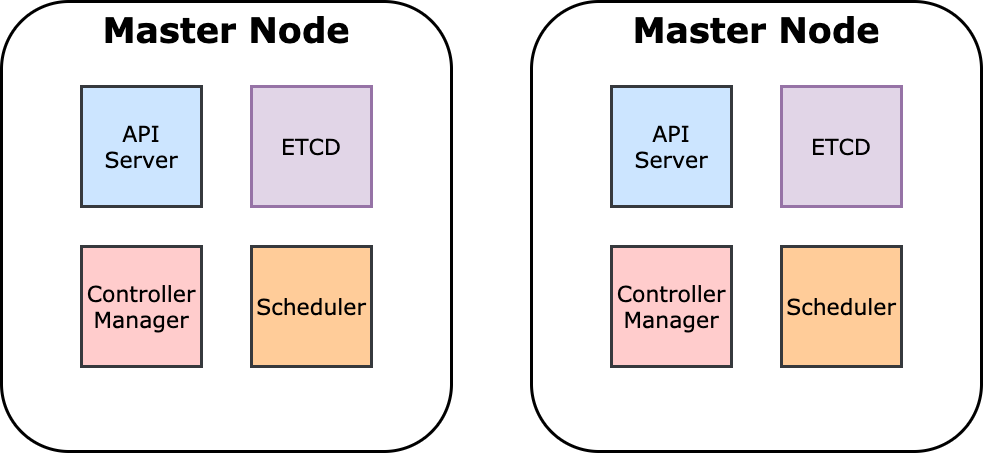 Master Node
API
Server
ETCD
Controller
Manager
Scheduler
Master Node
API
Server
ETCD
Controller
Manager
Scheduler